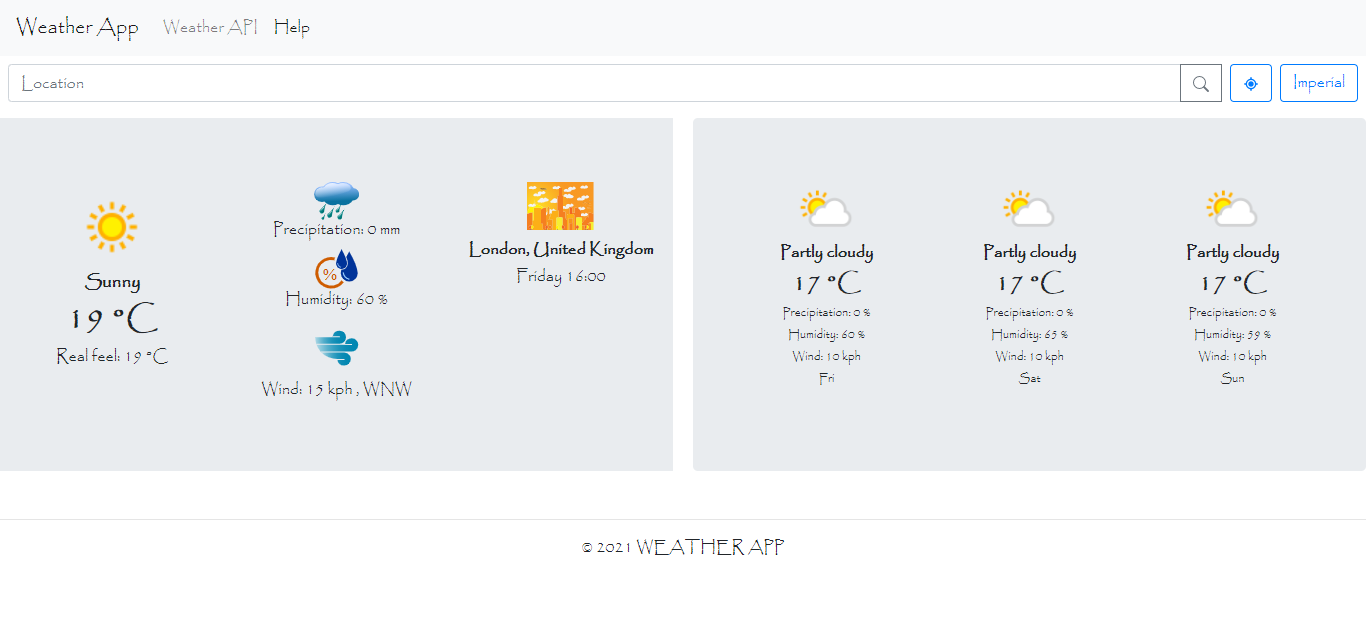 Weather App Weather API Help
Location
Imperial
Sunny
19 °C
Real feel: 19 °C
Precipitation: 0 mm
%
Humidity: 60 %
Wind: 15 kph , WNW
London, United Kingdom
Friday 16:00
Partly cloudy
17 °C
Precipitation: 0 %
Humidity: 60 %
Wind: 10 kph
Fri
Partly cloudy
17 °C
Precipitation: 0 %
Humidity: 65 %
Wind: 10 kph
Sat
Partly cloudy
17 °C
Precipitation: 0 %
Humidity: 59 %
Wind: 10 kph
Sun
© 2021 WEATHER APP